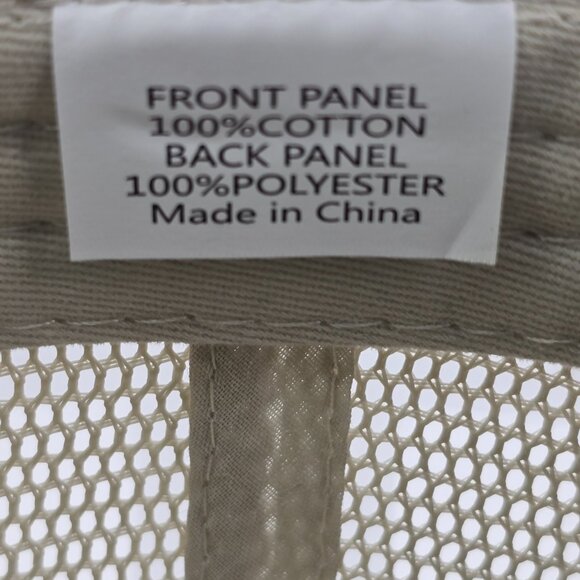 FRONT PANEL
100%COTTON
BACK PANEL
100%POLYESTER
Made in China